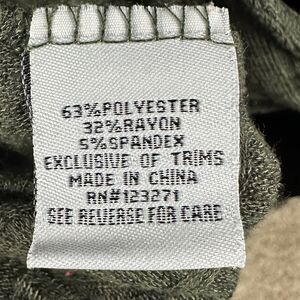 63%POLYESTER
32%RAYON
5%SPANDEX
EXCLUSIVE OF TRIMS
MADE IN CHINA
RN#123271
SEE REVERSE FOR CARE